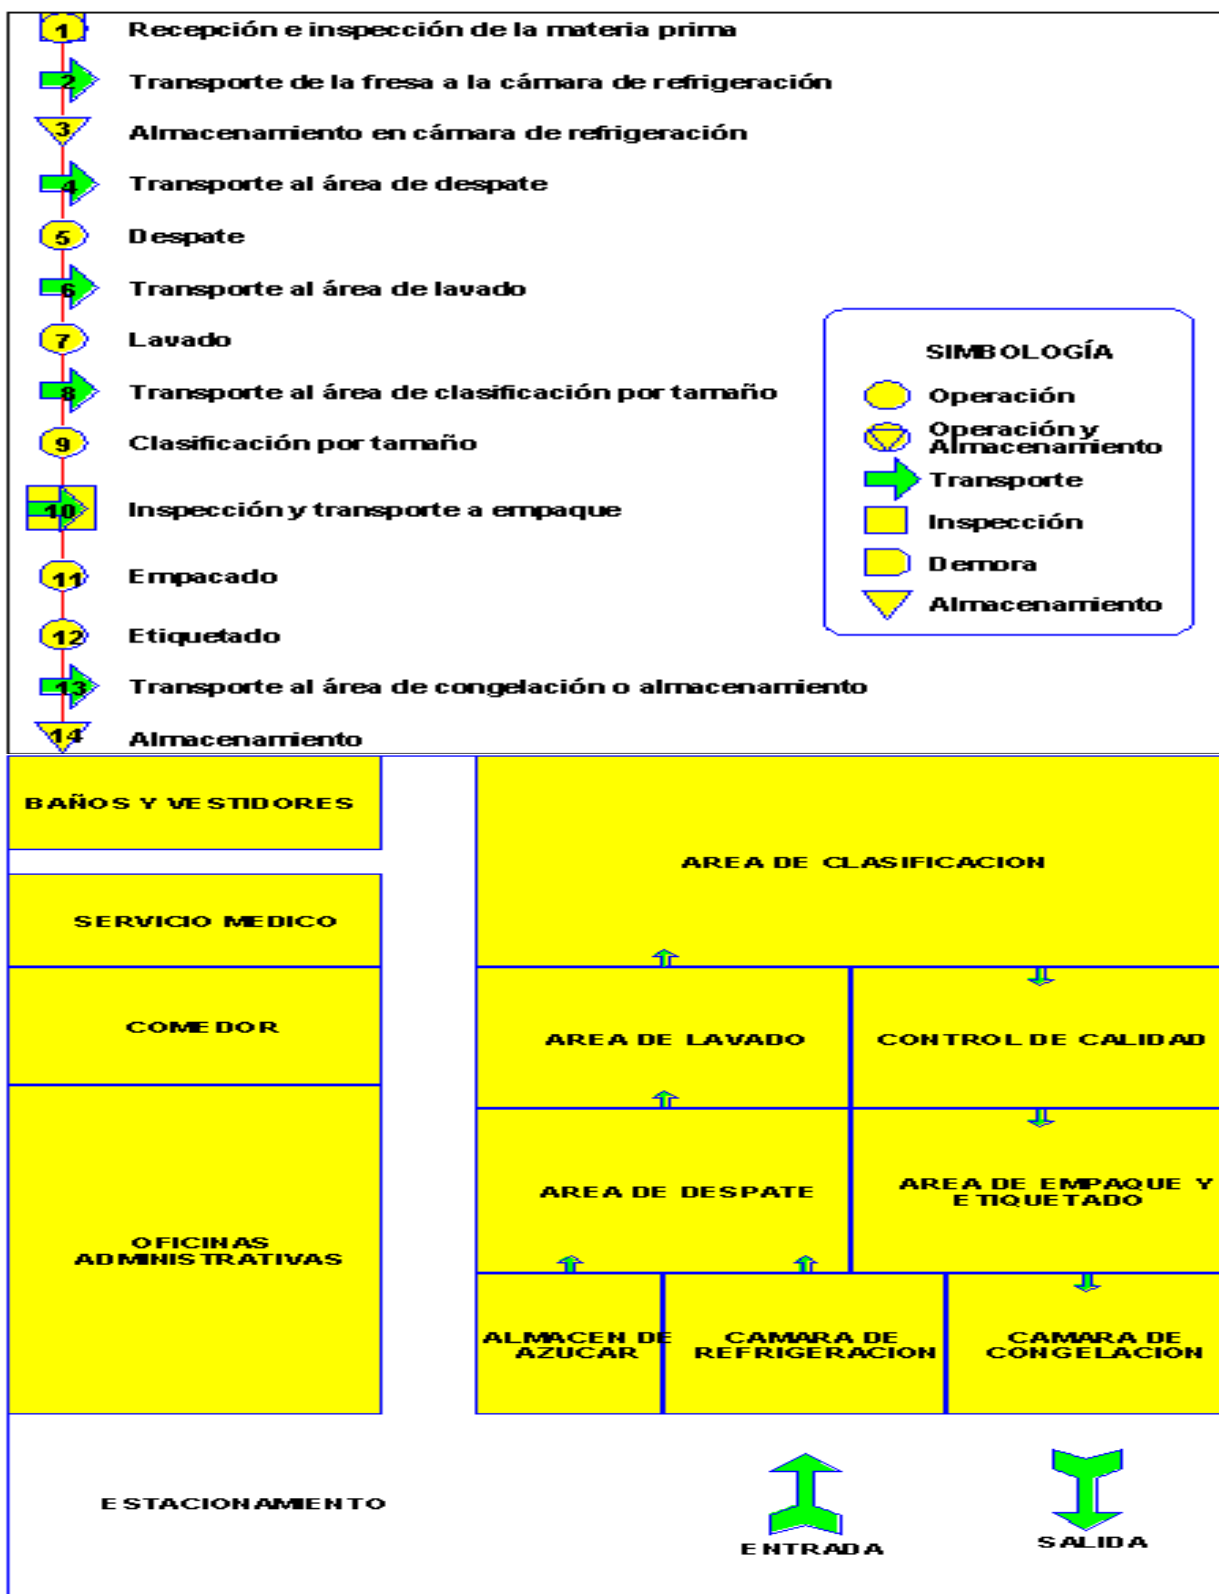 1 Recepción e inspección de la materia prima
2 Transporte de la fresa a la cámara de refrigeración
3 Almacenamiento en cámara de refrigeración
4 Transporte al área de despate
5 Despate
6 Transporte al área de lavado
7 Lavado
8 Transporte al área de clasificación por tamaño
9 Clasificación por tamaño
10 Inspección y transporte a empaque
11 Empacado
12 Etiquetado
13 Transporte al área de congelación o almacenamiento
14 Almacenamiento
SIMBOLOGÍA
Operación
Operación y
Almacenamiento
Transporte
Inspección
Demora
Almacenamiento
BAÑOS Y VESTIDORES
SERVICIO MEDICO
COMEDOR
OFICINAS
ADMINISTRATIVAS
AREA DE CLASIFICACION
AREA DE LAVADO
CONTROL DE CALIDAD
AREA DE DESPATE
AREA DE EMPAQUE Y
ETIQUETADO
ALMACEN DE
AZUCAR
CAMARA DE
REFRIGERACION
CAMARA DE
CONGELACION
ESTACIONAMIENTO
ENTRADA
SALIDA